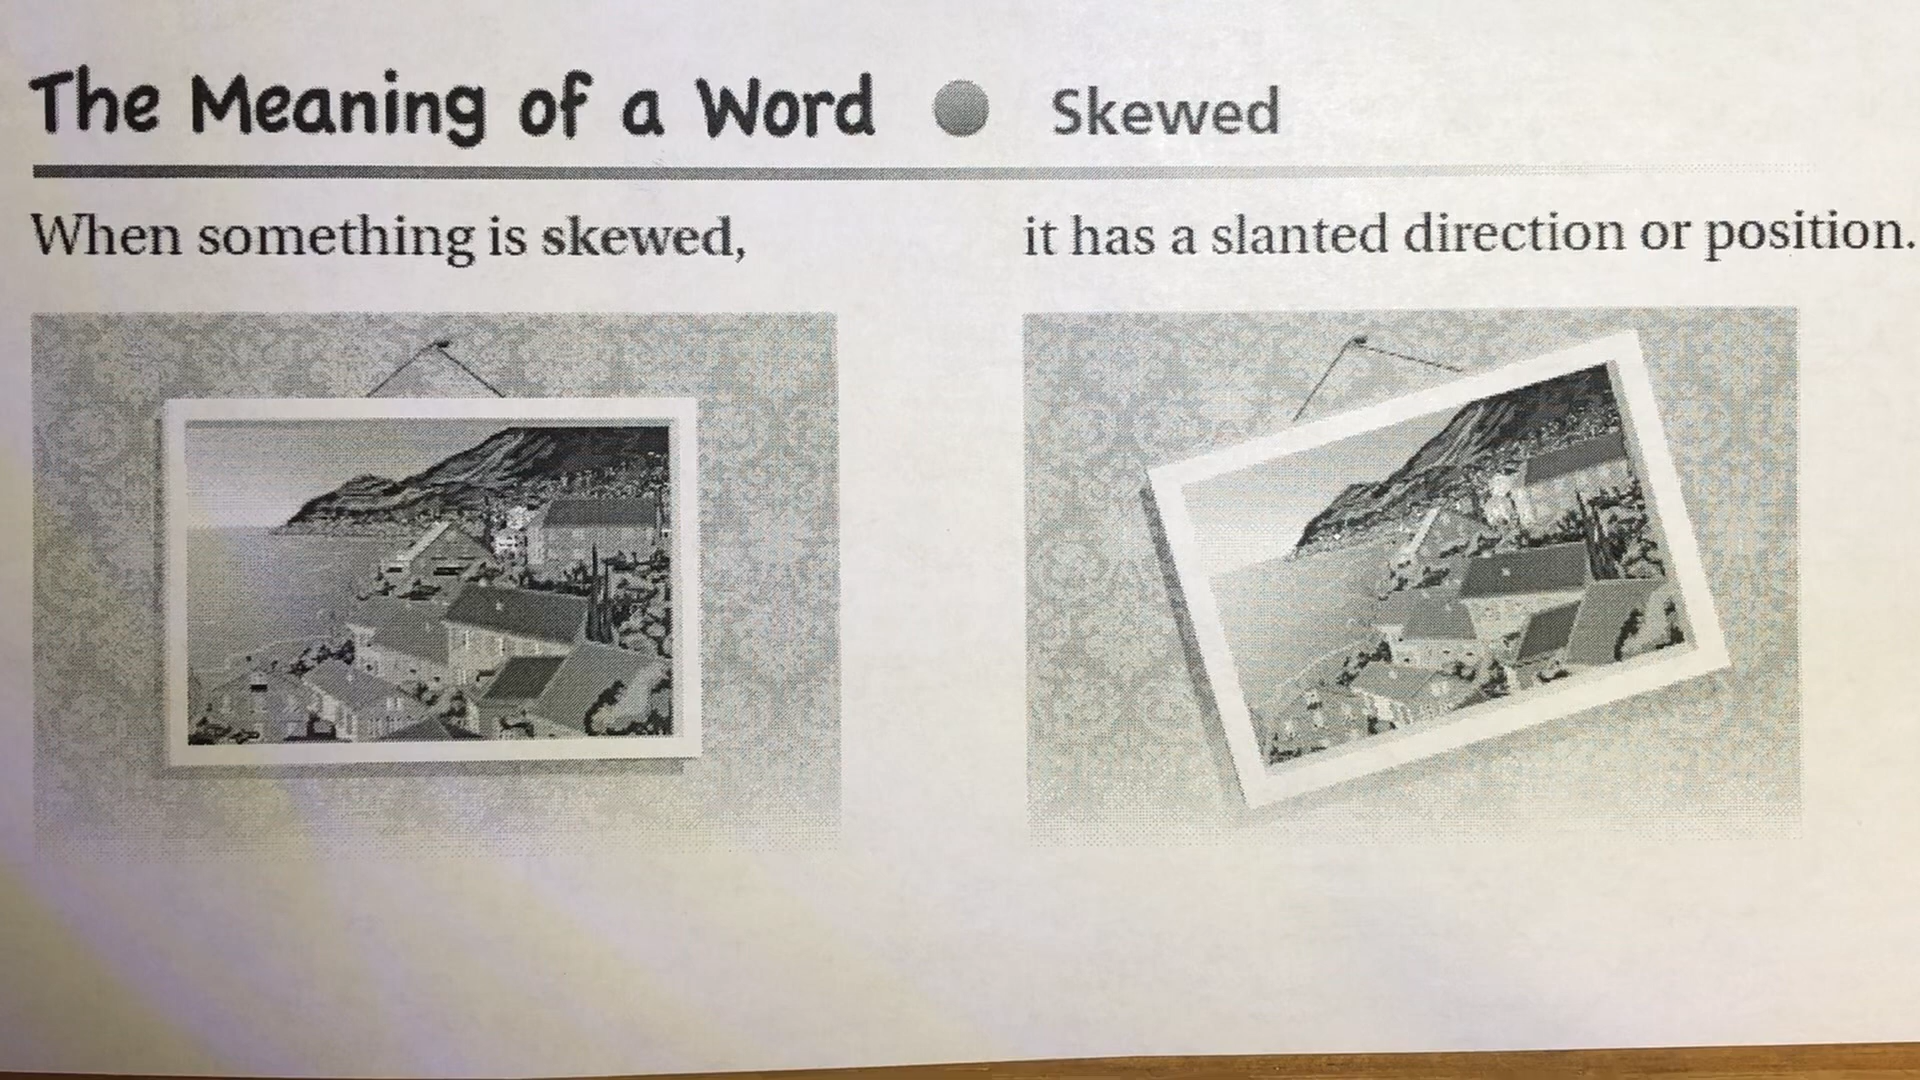 The Meaning of a Word ● Skewed
When something is skewed, it has a slanted direction or position.